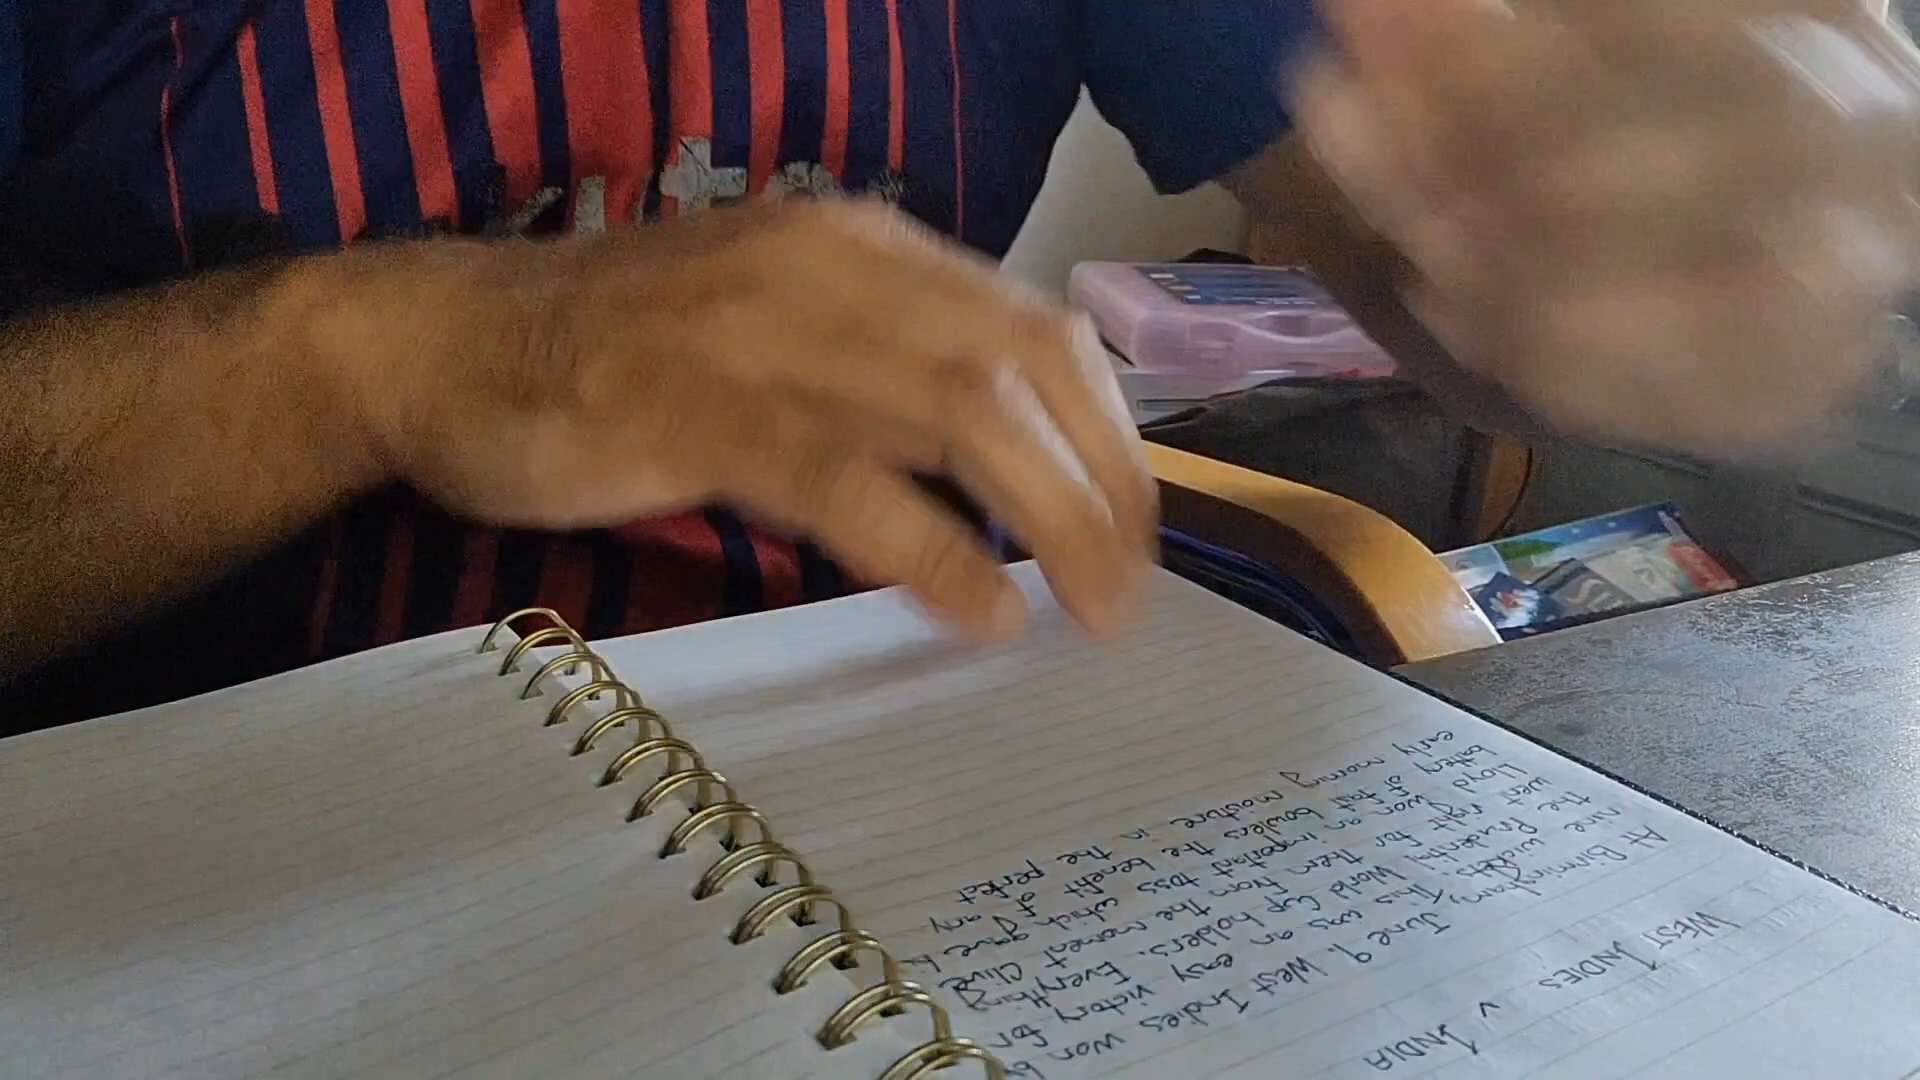 WEST INDIES v INDIA
At Birmingham, June 9. West Indies won by
nine wickets. This was an easy victory for
the Prudential World Cup holders. Everything
went right for them from the moment Clive
Lloyd won an important toss which gave his
battery of fast bowlers the benefit of any
early morning moisture in the perfect